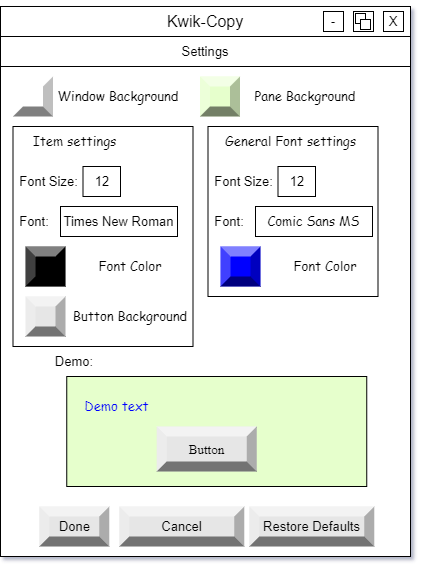 Kwik-Copy - X
Settings
Window Background Pane Background
Item settings General Font settings
Font Size: 12 Font Size: 12
Font: Times New Roman Font: Comic Sans MS
Font Color Font Color
Button Background
Demo:
Demo text
Button
Done Cancel Restore Defaults